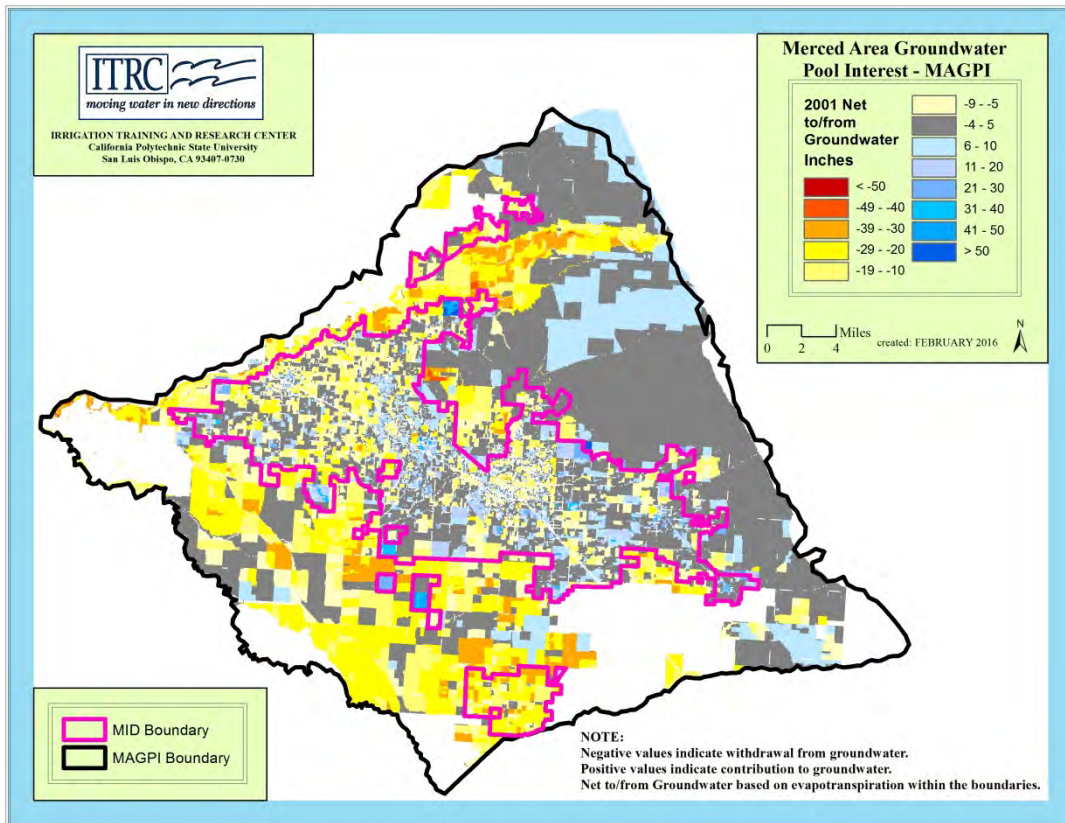 ITRC
moving water in new directions
IRRIGATION TRAINING AND RESEARCH CENTER
California Polytechnic State University
San Luis Obispo, CA 93407-0730
Merced Area Groundwater
Pool Interest - MAGPI
2001 Net
to/from
Groundwater
Inches
< -50
-49 - -40
-39 - -30
-29 - -20
-19 - -10
-9 - -5
-4 - 5
6 - 10
11 - 20
21 - 30
31 - 40
41 - 50
> 50
Miles
0 2 4
created: FEBRUARY 2016
N
MID Boundary
MAGPI Boundary
NOTE:
Negative values indicate withdrawal from groundwater.
Positive values indicate contribution to groundwater.
Net to/from Groundwater based on evapotranspiration within the boundaries.